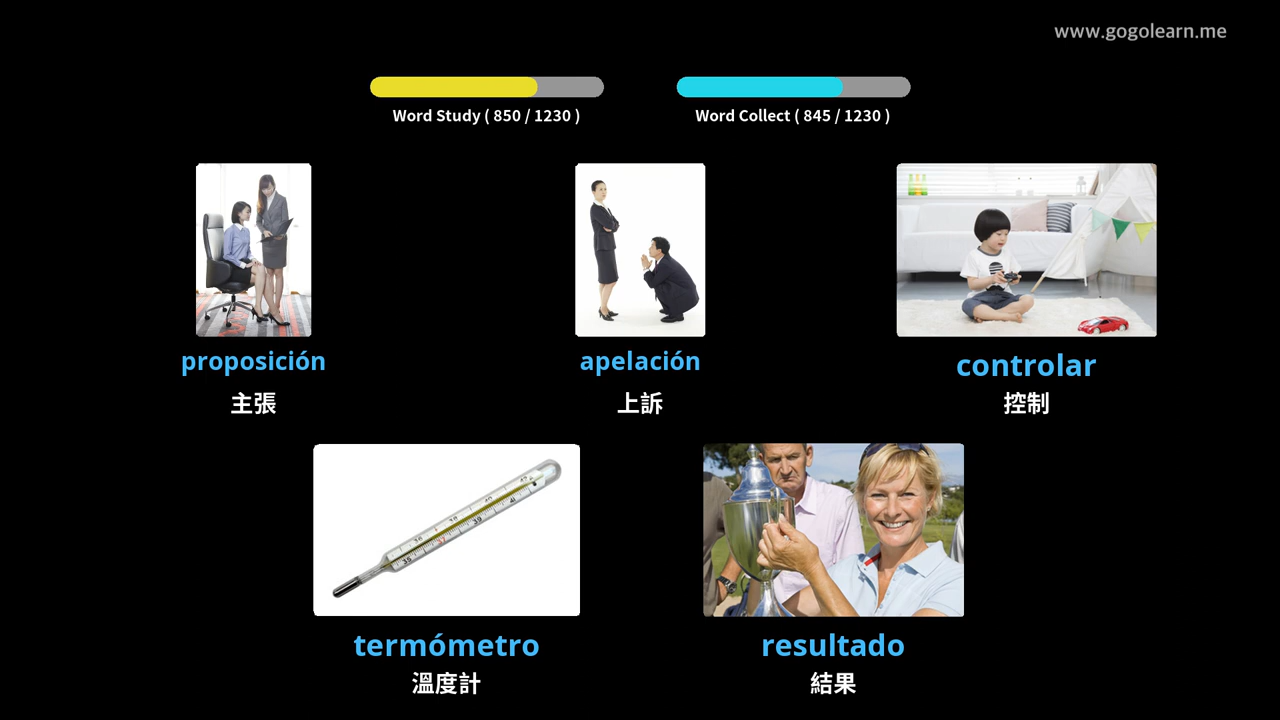 www.gogolearn.me
Word Study ( 850 / 1230 )
Word Collect ( 845 / 1230 )
proposición
主張
apelación
上訴
controlar
控制
termómetro
溫度計
resultado
結果